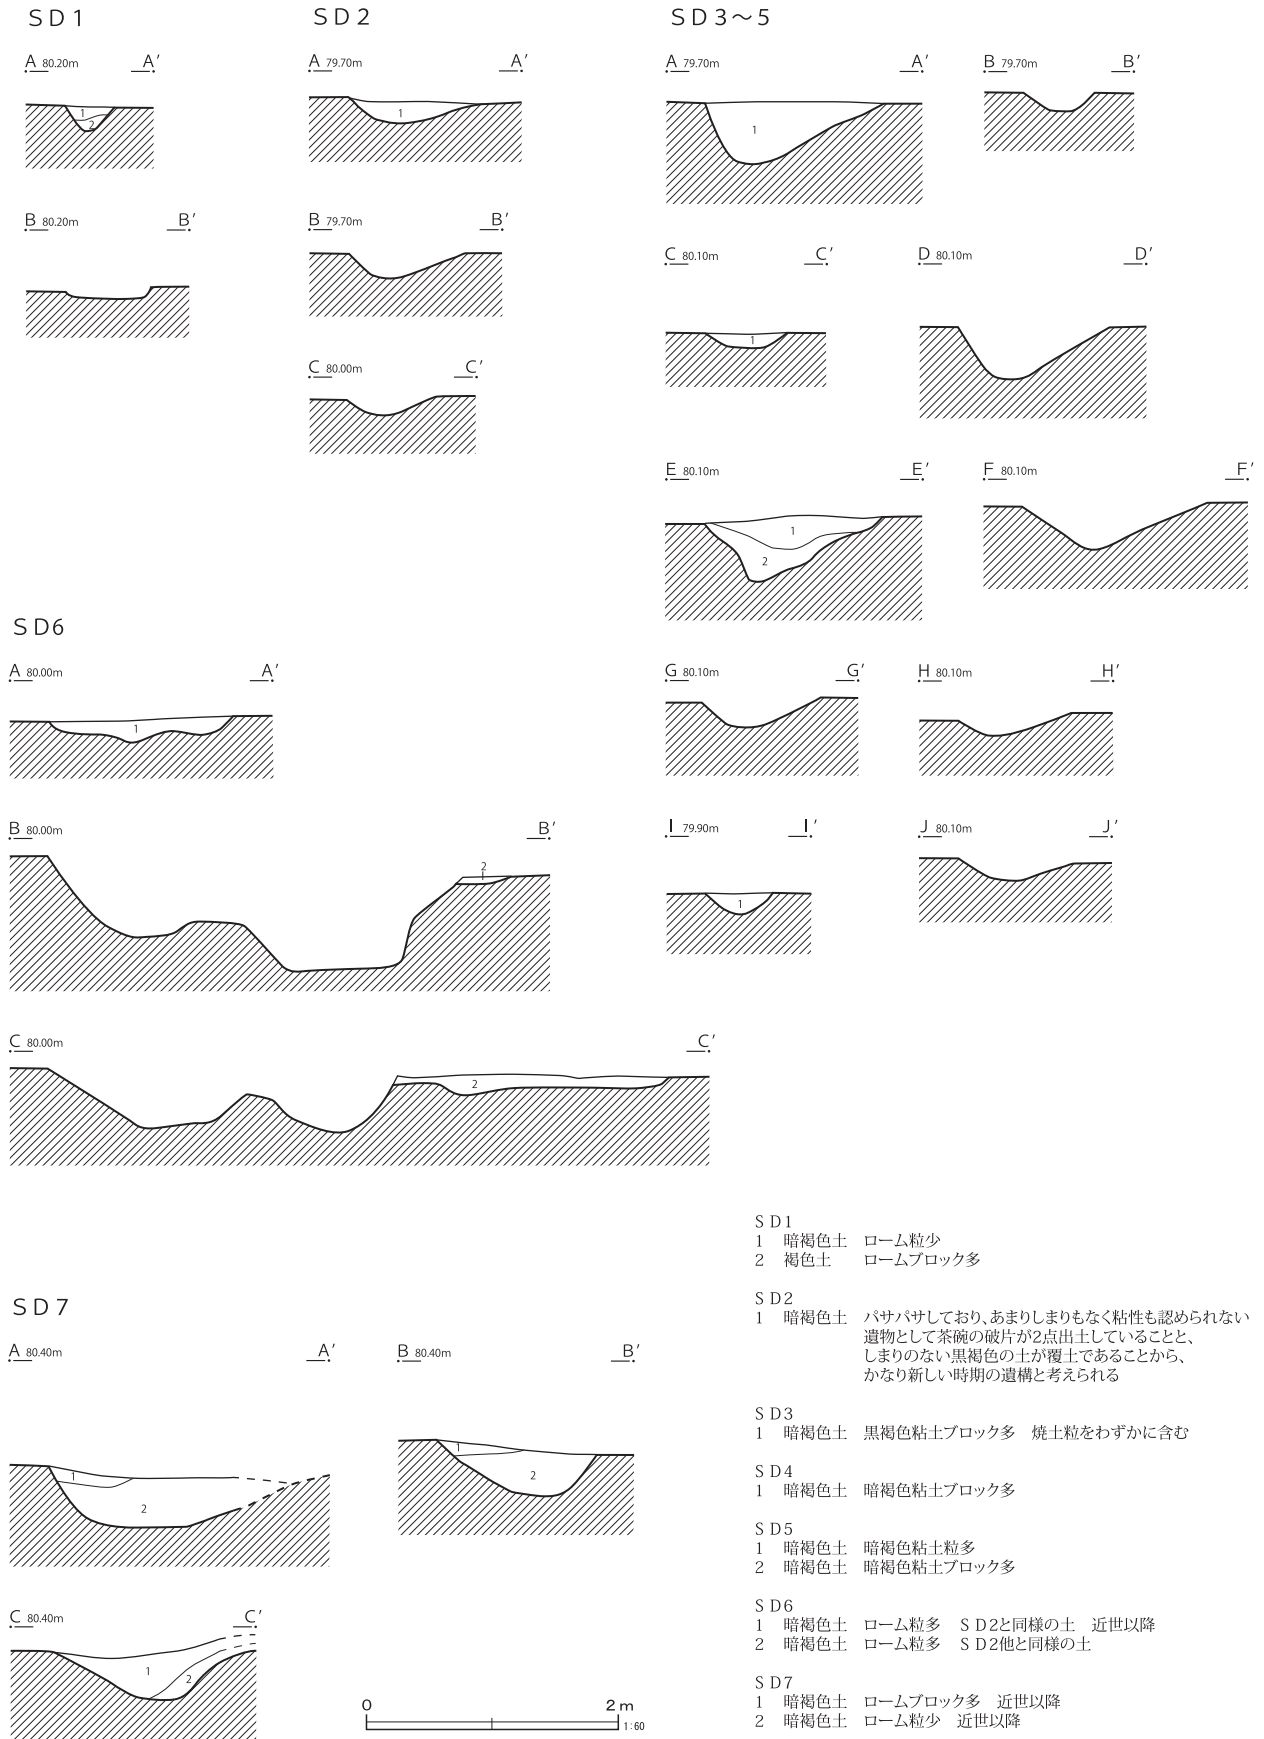 SD1
A 80.20m A′
1
2
B 80.20m B′
SD2
A 79.70m A′
1
B 79.70m B′
C 80.00m C′
SD3～5
A 79.70m A′
1
B 79.70m B′
C 80.10m C′
1
D 80.10m D′
E 80.10m E′
1
2
F 80.10m F′
G 80.10m G′
H 80.10m H′
I 79.90m I′
1
J 80.10m J′
SD6
A 80.00m A′
1
B 80.00m B′
2
1
C 80.00m C′
2
SD7
A 80.40m A′
1
2
B 80.40m B′
1
2
C 80.40m C′
1
2
0 2m
1:60
SD1
1 暗褐色土 ローム粒少
2 褐色土 ロームブロック多
SD2
1 暗褐色土 パサパサしており、あまりしまりもなく粘性も認められない
遺物として茶碗の破片が2点出土していることと、
しまりのない黒褐色の土が覆土であることから、
かなり新しい時期の遺構と考えられる
SD3
1 暗褐色土 黒褐色粘土ブロック多 焼土粒をわずかに含む
SD4
1 暗褐色土 暗褐色粘土ブロック多
SD5
1 暗褐色土 暗褐色粘土粒多
2 暗褐色土 暗褐色粘土ブロック多
SD6
1 暗褐色土 ローム粒多 SD2と同様の土 近世以降
2 暗褐色土 ローム粒多 SD2他と同様の土
SD7
1 暗褐色土 ロームブロック多 近世以降
2 暗褐色土 ローム粒少 近世以降